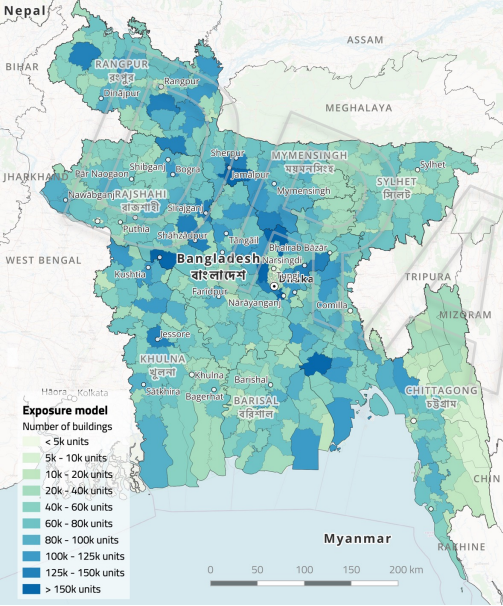 Nepal
ASSAM
BIHAR
RANGPUR
রংপুর
Rangpur
Dinajpur
MEGHALAYA
Sherpur
MYMENSINGH
ময়মনসিংহ
Sylhet
JHARKHAND
Par Naogaon
Shibganj
Bogra
Jamalpur
SYLHET
সিলেট
Nawabganj
RAJSHAHI
রাজশাহী
Mymensingh
Sirajganj
Puthia
Shahzadpur
Tangail
Bhairab Bazar
WEST BENGAL
Bangladesh
বাংলাদেশ
Narsingdi
Tungi
Dhaka
TRIPURA
Kushtia
Faridpur
Narayanganj
Comilla
MIZORAM
Jessore
KHULNA
খুলনা
Khulna
Barishal
CHITTAGONG
চট্টগ্রাম
Haora
Kolkata
Satkhira
Bagerhat
BARISAL
বরিশাল
Exposure model
Number of buildings
< 5k units
5k - 10k units
10k - 20k units
20k - 40k units
40k - 60k units
60k - 80k units
80k - 100k units
100k - 125k units
125k - 150k units
> 150k units
CHIN
Myanmar
RAKHINE
0 100 200 km